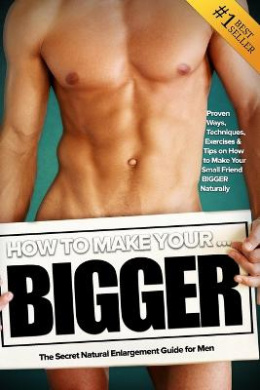 #1 BEST
SELLER
Proven
Ways,
Techniques,
Exercises &
Tips on How
to Make Your
Small Friend
BIGGER
Naturally
HOW TO MAKE YOUR ...
BIGGER
The Secret Natural Enlargement Guide for Men